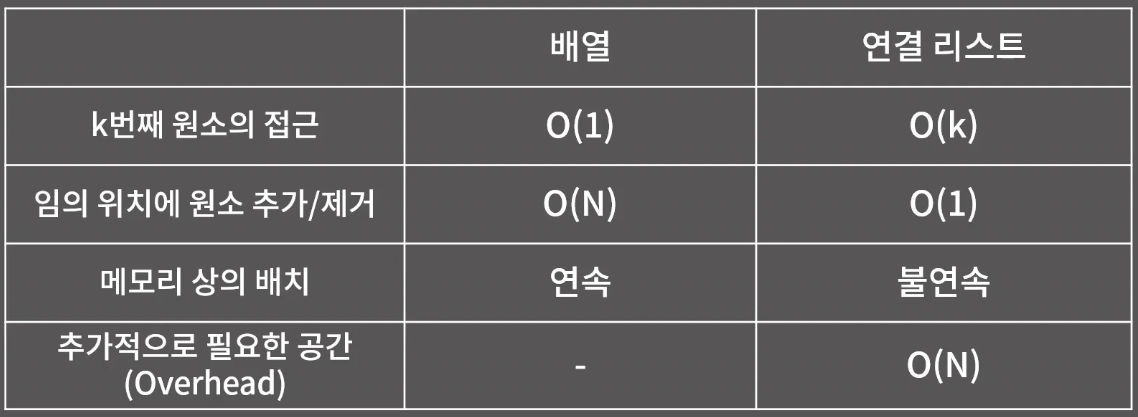 배열 연결 리스트
k번째 원소의 접근 O(1) O(k)
임의 위치에 원소 추가/제거 O(N) O(1)
메모리 상의 배치 연속 불연속
추가적으로 필요한 공간
(Overhead) - O(N)